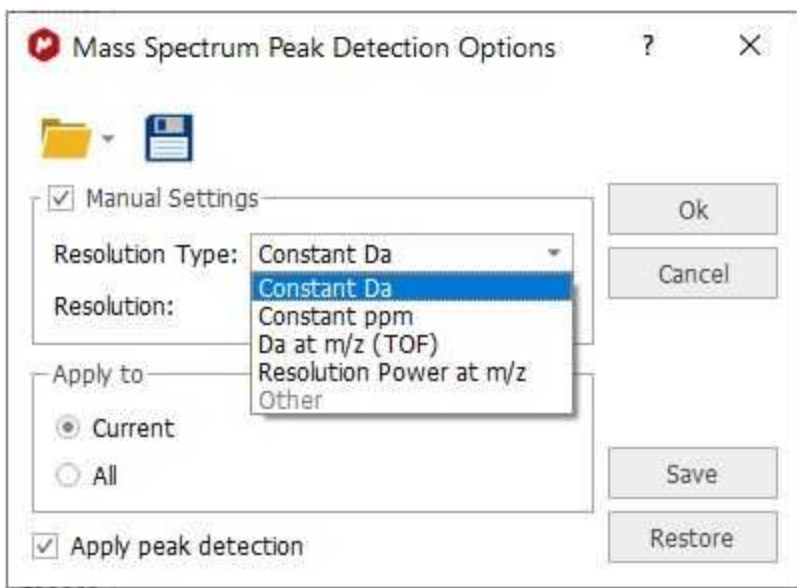 Mass Spectrum Peak Detection Options ? X
Manual Settings
Ok
Resolution Type: Constant Da
Cancel
Constant Da
Resolution:
Constant ppm
Da at m/z (TOF)
Resolution Power at m/z
Other
Apply to
Current
All
Save
Apply peak detection
Restore